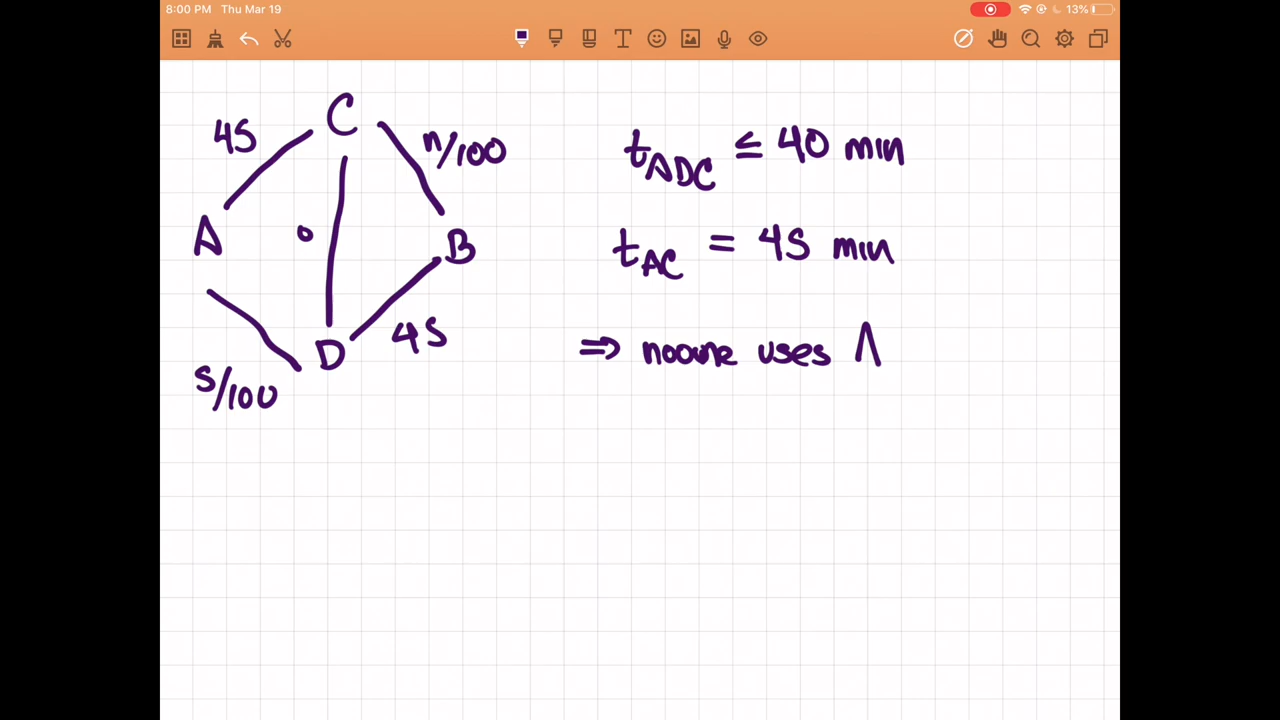 8:00 PM Thu Mar 19
13%
T
C
45
n/100
t_ADC ≤ 40 min
A
0
B
t_AC = 45 min
45
D
⇒ noone uses Λ
s/100